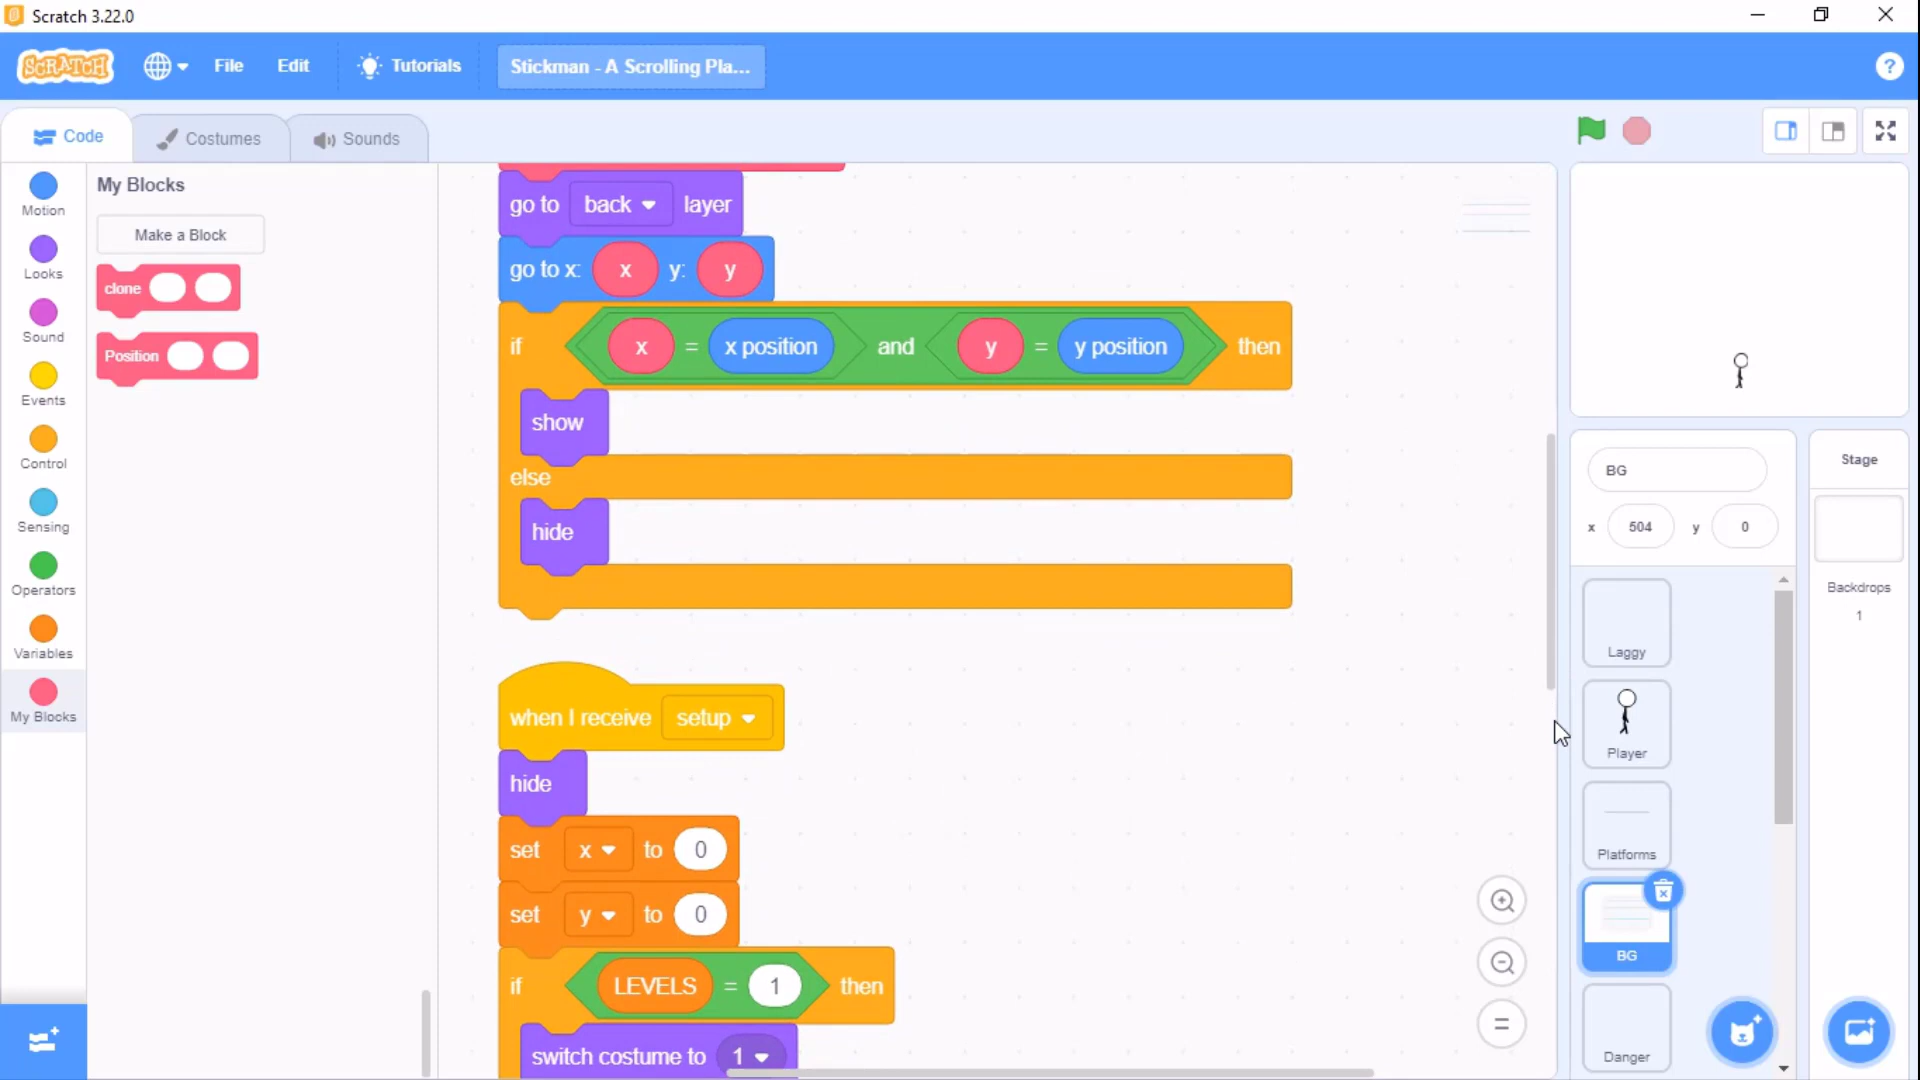 Scratch 3.22.0
SCRATCH
File
Edit
Tutorials
Stickman - A Scrolling Pla...
?
Code
Costumes
Sounds
Motion
Looks
Sound
Events
Control
Sensing
Operators
Variables
My Blocks
My Blocks
Make a Block
clone
Position
go to back layer
go to x: x y: y
if x = x position and y = y position then
show
else
hide
when I receive setup
hide
set x to 0
set y to 0
if LEVELS = 1 then
switch costume to 1
BG
x 504 y 0
Laggy
Player
Platforms
BG
Danger
Stage
Backdrops
1